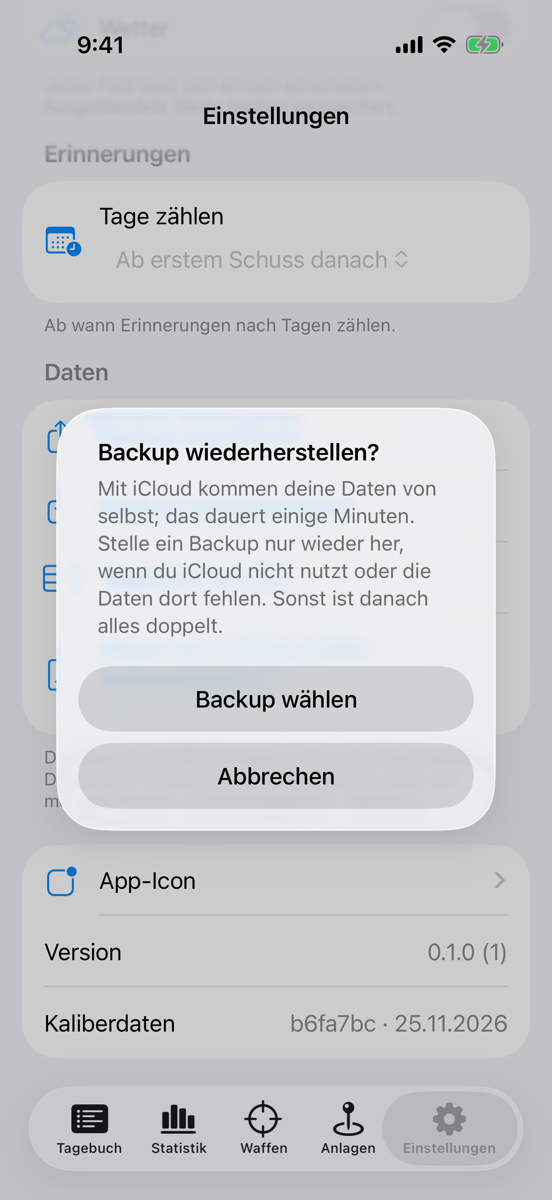 Wetter
9:41
Einstellungen
Erinnerungen
Tage zählen
Ab erstem Schuss danach
Ab wann Erinnerungen nach Tagen zählen.
Daten
Backup wiederherstellen?
Mit iCloud kommen deine Daten von
selbst; das dauert einige Minuten.
Stelle ein Backup nur wieder her,
wenn du iCloud nicht nutzt oder die
Daten dort fehlen. Sonst ist danach
alles doppelt.
Backup wählen
Abbrechen
App-Icon
Version
0.1.0 (1)
Kaliberdaten
b6fa7bc · 25.11.2026
Tagebuch
Statistik
Waffen
Anlagen
Einstellungen